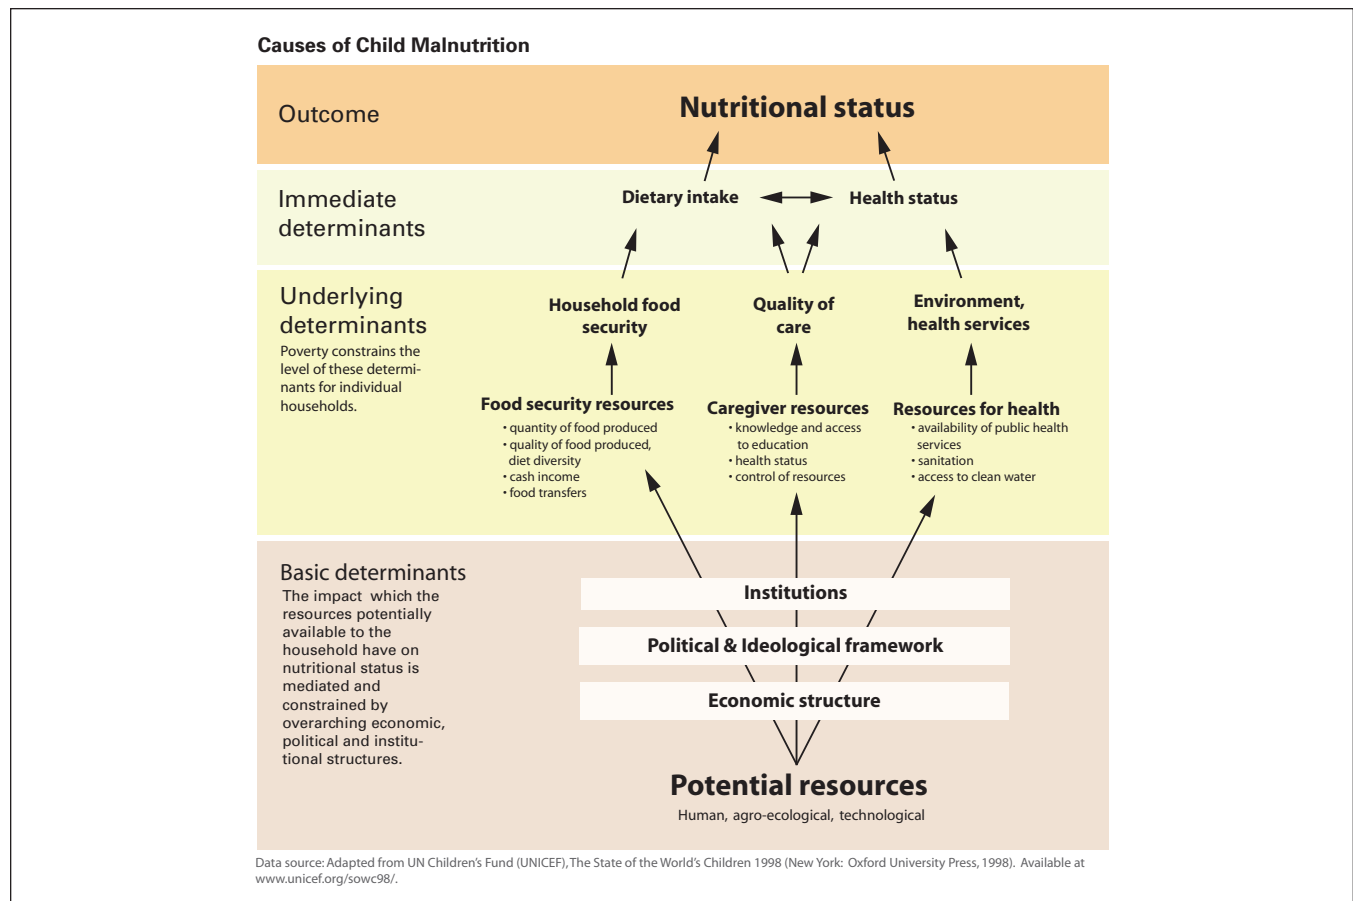 Causes of Child Malnutrition
Outcome
Nutritional status
Immediate
determinants
Dietary intake
Health status
Underlying
determinants
Poverty constrains the
level of these determi-
nants for individual
households.
Household food
security
Quality of
care
Environment,
health services
Food security resources
• quantity of food produced
• quality of food produced,
diet diversity
• cash income
• food transfers
Caregiver resources
• knowledge and access
to education
• health status
• control of resources
Resources for health
• availability of public health
services
• sanitation
• access to clean water
Basic determinants
The impact which the
resources potentially
available to the
household have on
nutritional status is
mediated and
constrained by
overarching economic,
political and institu-
tional structures.
Institutions
Political & Ideological framework
Economic structure
Potential resources
Human, agro-ecological, technological
Data source: Adapted from UN Children's Fund (UNICEF), The State of the World's Children 1998 (New York: Oxford University Press, 1998). Available at
www.unicef.org/sowc98/.